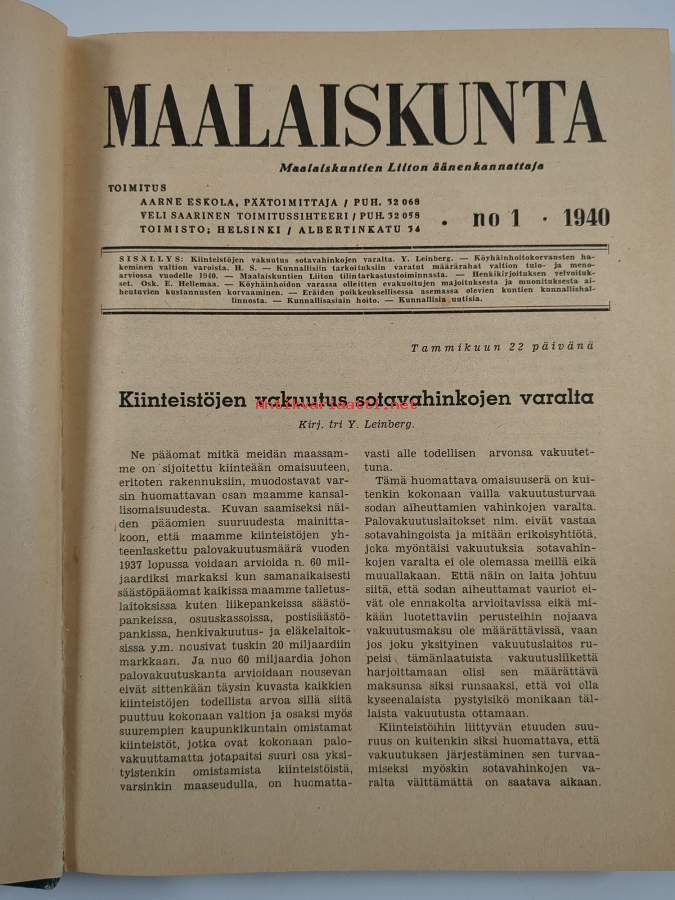 MAALAISKUNTA
Maalaiskuntien Liiton äänenkannattaja
TOIMITUS
AARNE ESKOLA, PÄÄTOIMITTAJA / PUH. 32 068
VELI SAARINEN TOIMITUSSIHTEERI / PUH. 32 058
TOIMISTO; HELSINKI / ALBERTINKATU 34
· no 1 · 1940
SISÄLLYS: Kiinteistöjen vakuutus sotavahinkojen varalta. Y. Leinberg. — Köyhäinhoitokorvausten ha-
keminen valtion varoista. H. S. — Kunnallisiin tarkoituksiin varatut määrärahat valtion tulo- ja meno-
arviossa vuodelle 1940. — Maalaiskuntien Liiton tilintarkastustoiminnasta. — Henkikirjoituksen velvoituk-
set. Osk. E. Hellemaa. — Köyhäinhoidon varassa olleitten evakuoitujen majoituksesta ja muonituksesta ai-
heutuvien kustannusten korvaaminen. — Eräiden poikkeuksellisessa asemassa olevien kuntien kunnallishal-
linnosta. — Kunnallisasiain hoito. — Kunnallisia uutisia.
Tammikuun 22 päivänä
Kiinteistöjen vakuutus sotavahinkojen varalta
Antikvariaatti.net
Kirj. tri Y. Leinberg.
Ne pääomat mitkä meidän maassam-
me on sijoitettu kiinteään omaisuuteen,
eritoten rakennuksiin, muodostavat var-
sin huomattavan osan maamme kansal-
lisomaisuudesta. Kuvan saamiseksi näi-
den pääomien suuruudesta mainitta-
koon, että maamme kiinteistöjen yh-
teenlaskettu palovakuutusmäärä vuoden
1937 lopussa voidaan arvioida n. 60 mil-
jaardiksi markaksi kun samanaikaisesti
säästöpääomat kaikissa maamme talletus-
laitoksissa kuten liikepankeissa säästö-
pankeissa, osuuskassoissa, postisäästö-
pankissa, henkivakuutus- ja eläkelaitok-
sissa y.m. nousivat tuskin 20 miljaardiin
markkaan. Ja nuo 60 miljaardia johon
palovakuutuskanta arvioidaan nousevan
eivät sittenkään täysin kuvasta kaikkien
kiinteistöjen todellista arvoa sillä siitä
puuttuu kokonaan valtion ja osaksi myös
suurempien kaupunkikuntain omistamat
kiinteistöt, jotka ovat kokonaan palo-
vakuuttamatta jotapaitsi suuri osa yksi-
tyistenkin omistamista kiinteistöistä,
varsinkin maaseudulla, on huomatta-
vasti alle todellisen arvonsa vakuutet-
tuna.
Tämä huomattava omaisuuserä on kui-
tenkin kokonaan vailla vakuutusturvaa
sodan aiheuttamien vahinkojen varalta.
Palovakuutuslaitokset nim. eivät vastaa
sotavahingoista ja mitään erikoisyhtiötä,
joka myöntäisi vakuutuksia sotavahin-
kojen varalta ei ole olemassa meillä eikä
muuallakaan. Että näin on laita johtuu
siitä, että sodan aiheuttamat vauriot ei-
vät ole ennakolta arvioitavissa eikä mi-
kään luotettaviin perusteihin nojaava
vakuutusmaksu ole määrättävissä, vaan
jos joku yksityinen vakuutuslaitos ru-
peisi tämänlaatuista vakuutusliikettä
harjoittamaan olisi sen määrättävä
maksunsa siksi runsaaksi, että voi olla
kyseenalaista pystyisikö monikaan täl-
laista vakuutusta ottamaan.
Kiinteistöihin liittyvän etuuden suu-
ruus on kuitenkin siksi huomattava, että
vakuutuksen järjestäminen sen turvaa-
miseksi myöskin sotavahinkojen va-
ralta välttämättä on saatava aikaan.